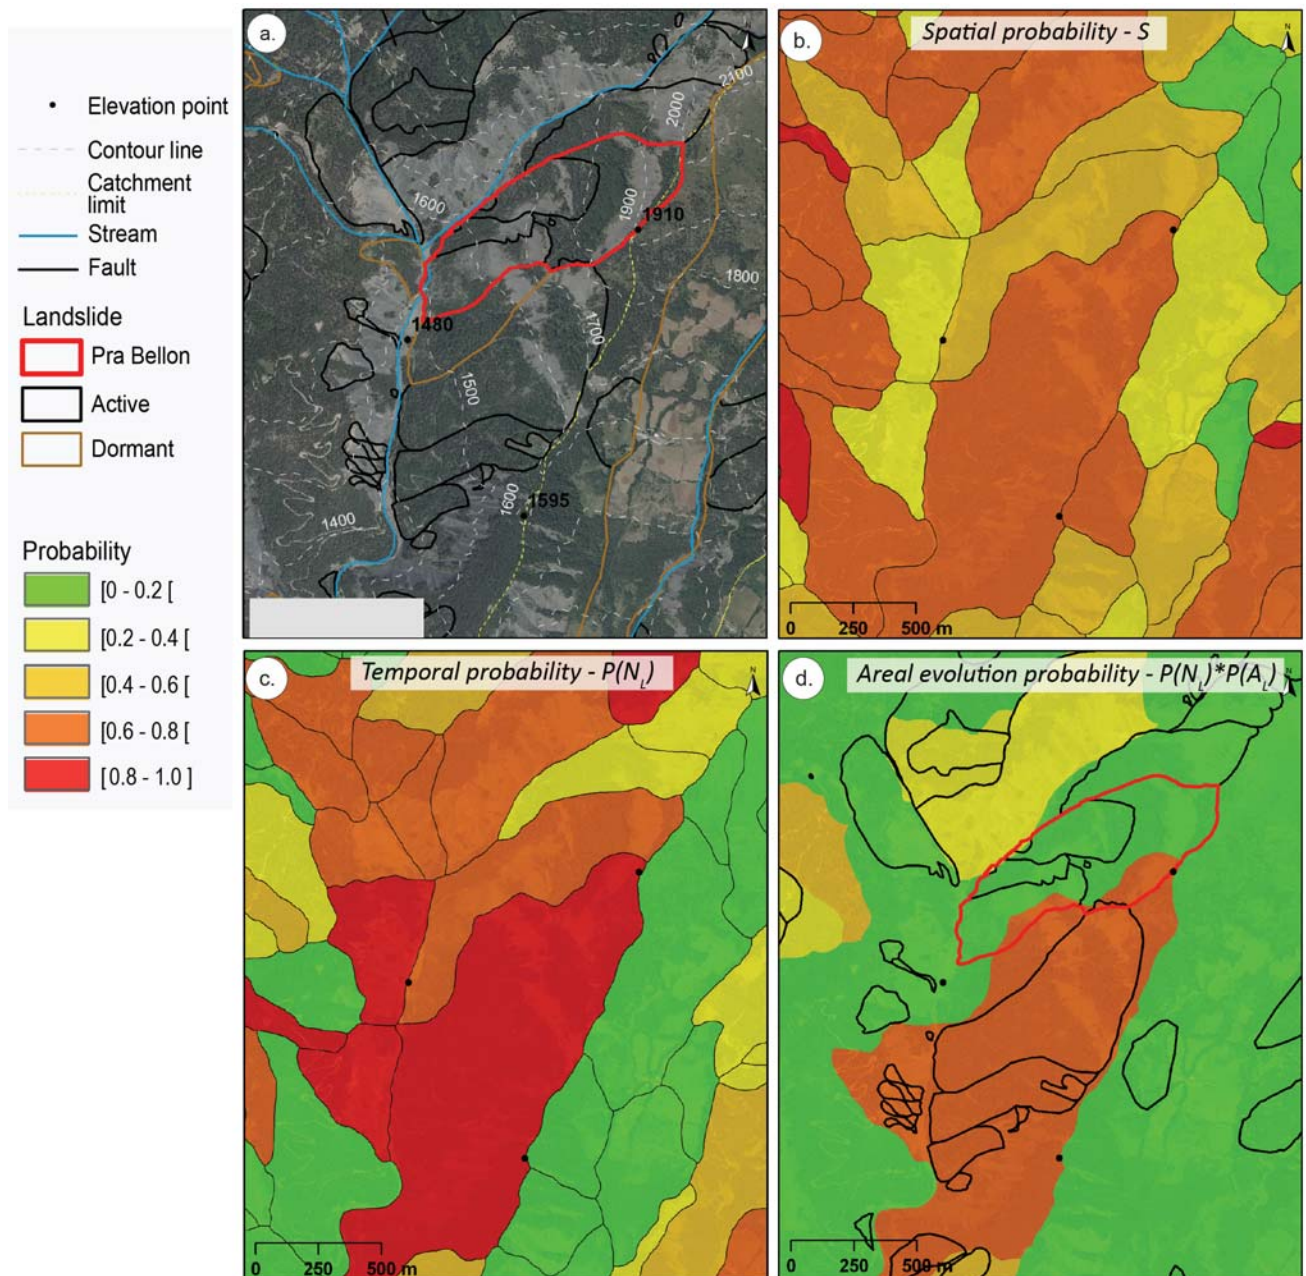 Elevation point
Contour line
Catchment
limit
Stream
Fault
Landslide
Pra Bellon
Active
Dormant
Probability
[0 - 0.2 [
[0.2 - 0.4 [
[0.4 - 0.6 [
[0.6 - 0.8 [
[0.8 - 1.0 ]
a.
N
2100
2000
1600
1900
1910
1800
1480
1700
1500
1600
1595
1400
b.
Spatial probability - S
N
0 250 500 m
c.
Temporal probability - P(N_L)
N
0 250 500 m
d.
Areal evolution probability - P(N_L)*P(A_L)
N
0 250 500 m